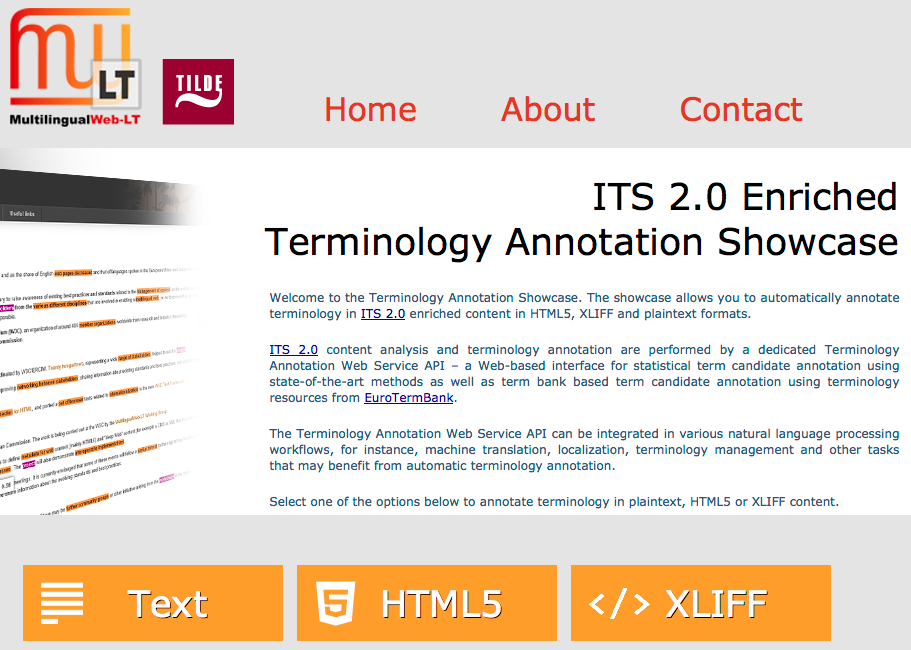 mu
LT
MultilingualWeb-LT
TILDE
Home
About
Contact
Useful links
ITS 2.0 Enriched
Terminology Annotation Showcase
Welcome to the Terminology Annotation Showcase. The showcase allows you to automatically annotate
terminology in ITS 2.0 enriched content in HTML5, XLIFF and plaintext formats.
ITS 2.0 content analysis and terminology annotation are performed by a dedicated Terminology
Annotation Web Service API – a Web-based interface for statistical term candidate annotation using
state-of-the-art methods as well as term bank based term candidate annotation using terminology
resources from EuroTermBank.
The Terminology Annotation Web Service API can be integrated in various natural language processing
workflows, for instance, machine translation, localization, terminology management and other tasks
that may benefit from automatic terminology annotation.
Select one of the options below to annotate terminology in plaintext, HTML5 or XLIFF content.
Text
5 HTML5
</> XLIFF